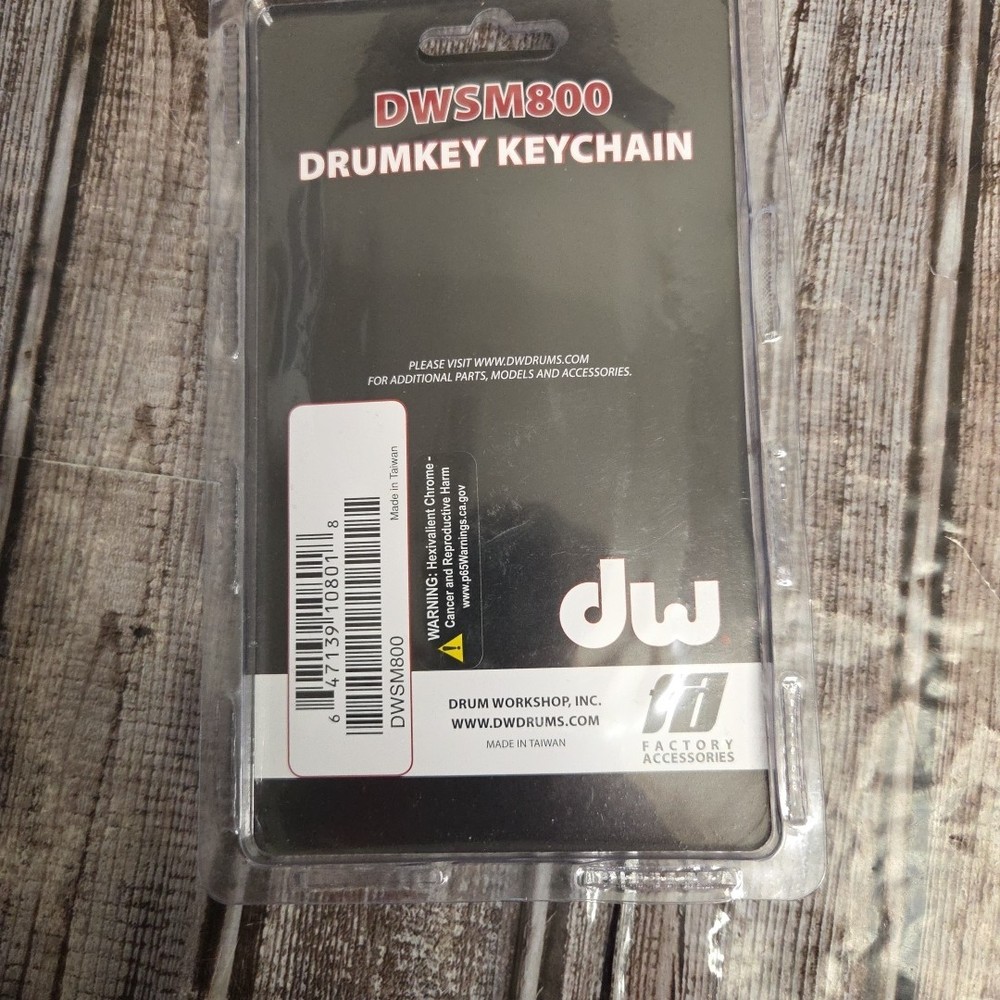 DWSM800
DRUMKEY KEYCHAIN
PLEASE VISIT WWW.DWDRUMS.COM
FOR ADDITIONAL PARTS, MODELS AND ACCESSORIES.
Made in Taiwan
6 47139 10801 8
DWSM800
WARNING: Hexivalient Chrome -
Cancer and Reproductive Harm
www.p65Warnings.ca.gov
dw
DRUM WORKSHOP, INC.
WWW.DWDRUMS.COM
MADE IN TAIWAN
fa
FACTORY
ACCESSORIES